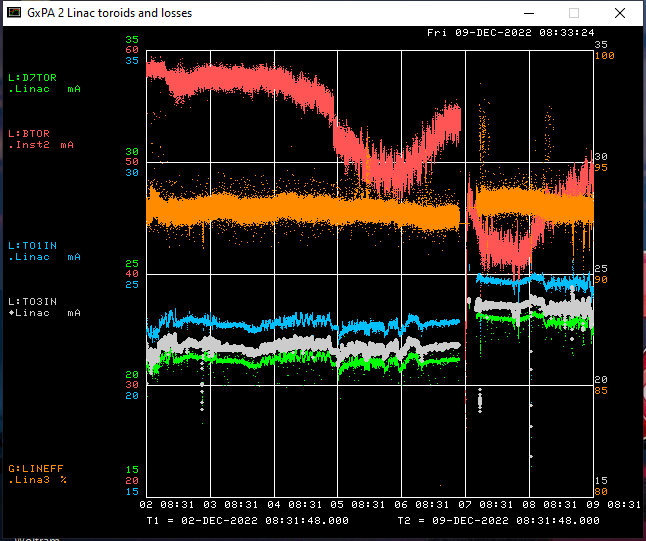 GxPA 2 Linac toroids and losses
Fri 09-DEC-2022 08:33:24
35
60
35
35
100
L:D7TOR
.Linac mA
L:BTOR
.Inst2 mA
30
50
30
30
95
L:TO1IN
.Linac mA
25
40
25
25
90
L:TO3IN
◆Linac mA
20
30
20
20
85
G:LINEFF
.Lina3 %
15
20
15
15
80
02 08:31 03 08:31 04 08:31 05 08:31 06 08:31 07 08:31 08 08:31 09 08:31
T1 = 02-DEC-2022 08:31:48.000 T2 = 09-DEC-2022 08:31:48.000
Wolfram